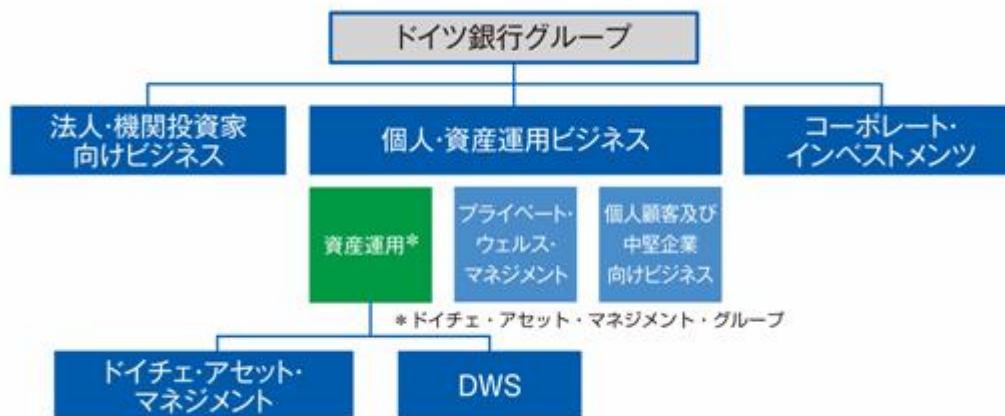 ドイツ銀行グループ
法人・機関投資家
向けビジネス
個人・資産運用ビジネス
コーポレート・
インベストメンツ
資産運用*
プライベート・
ウェルス・
マネジメント
個人顧客及び
中堅企業
向けビジネス
*ドイチェ・アセット・マネジメント・グループ
ドイチェ・アセット・
マネジメント
DWS